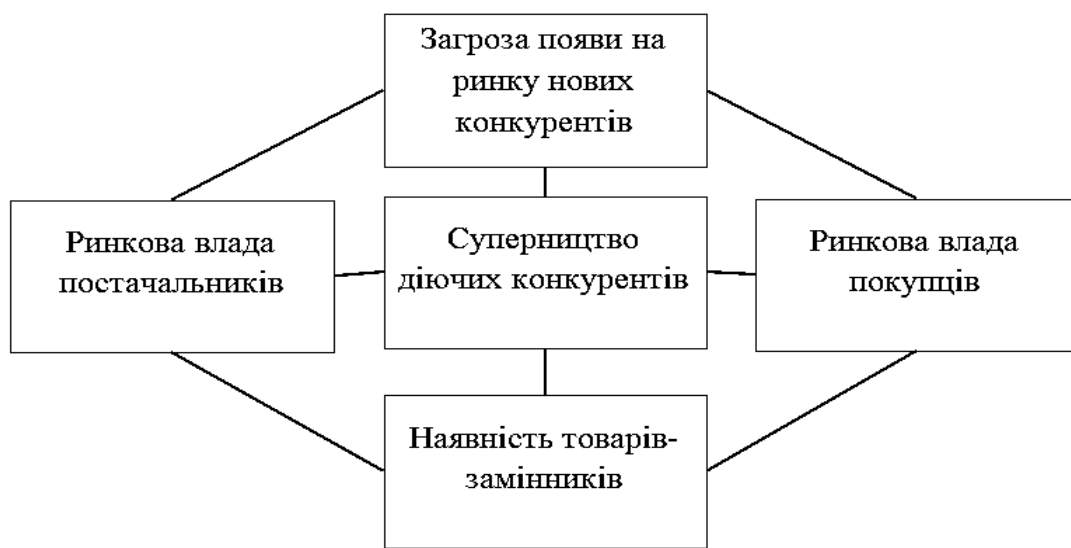 Загроза появи на
ринку нових
конкурентів
Ринкова влада
постачальників
Суперництво
діючих конкурентів
Ринкова влада
покупців
Наявність товарів-
замінників